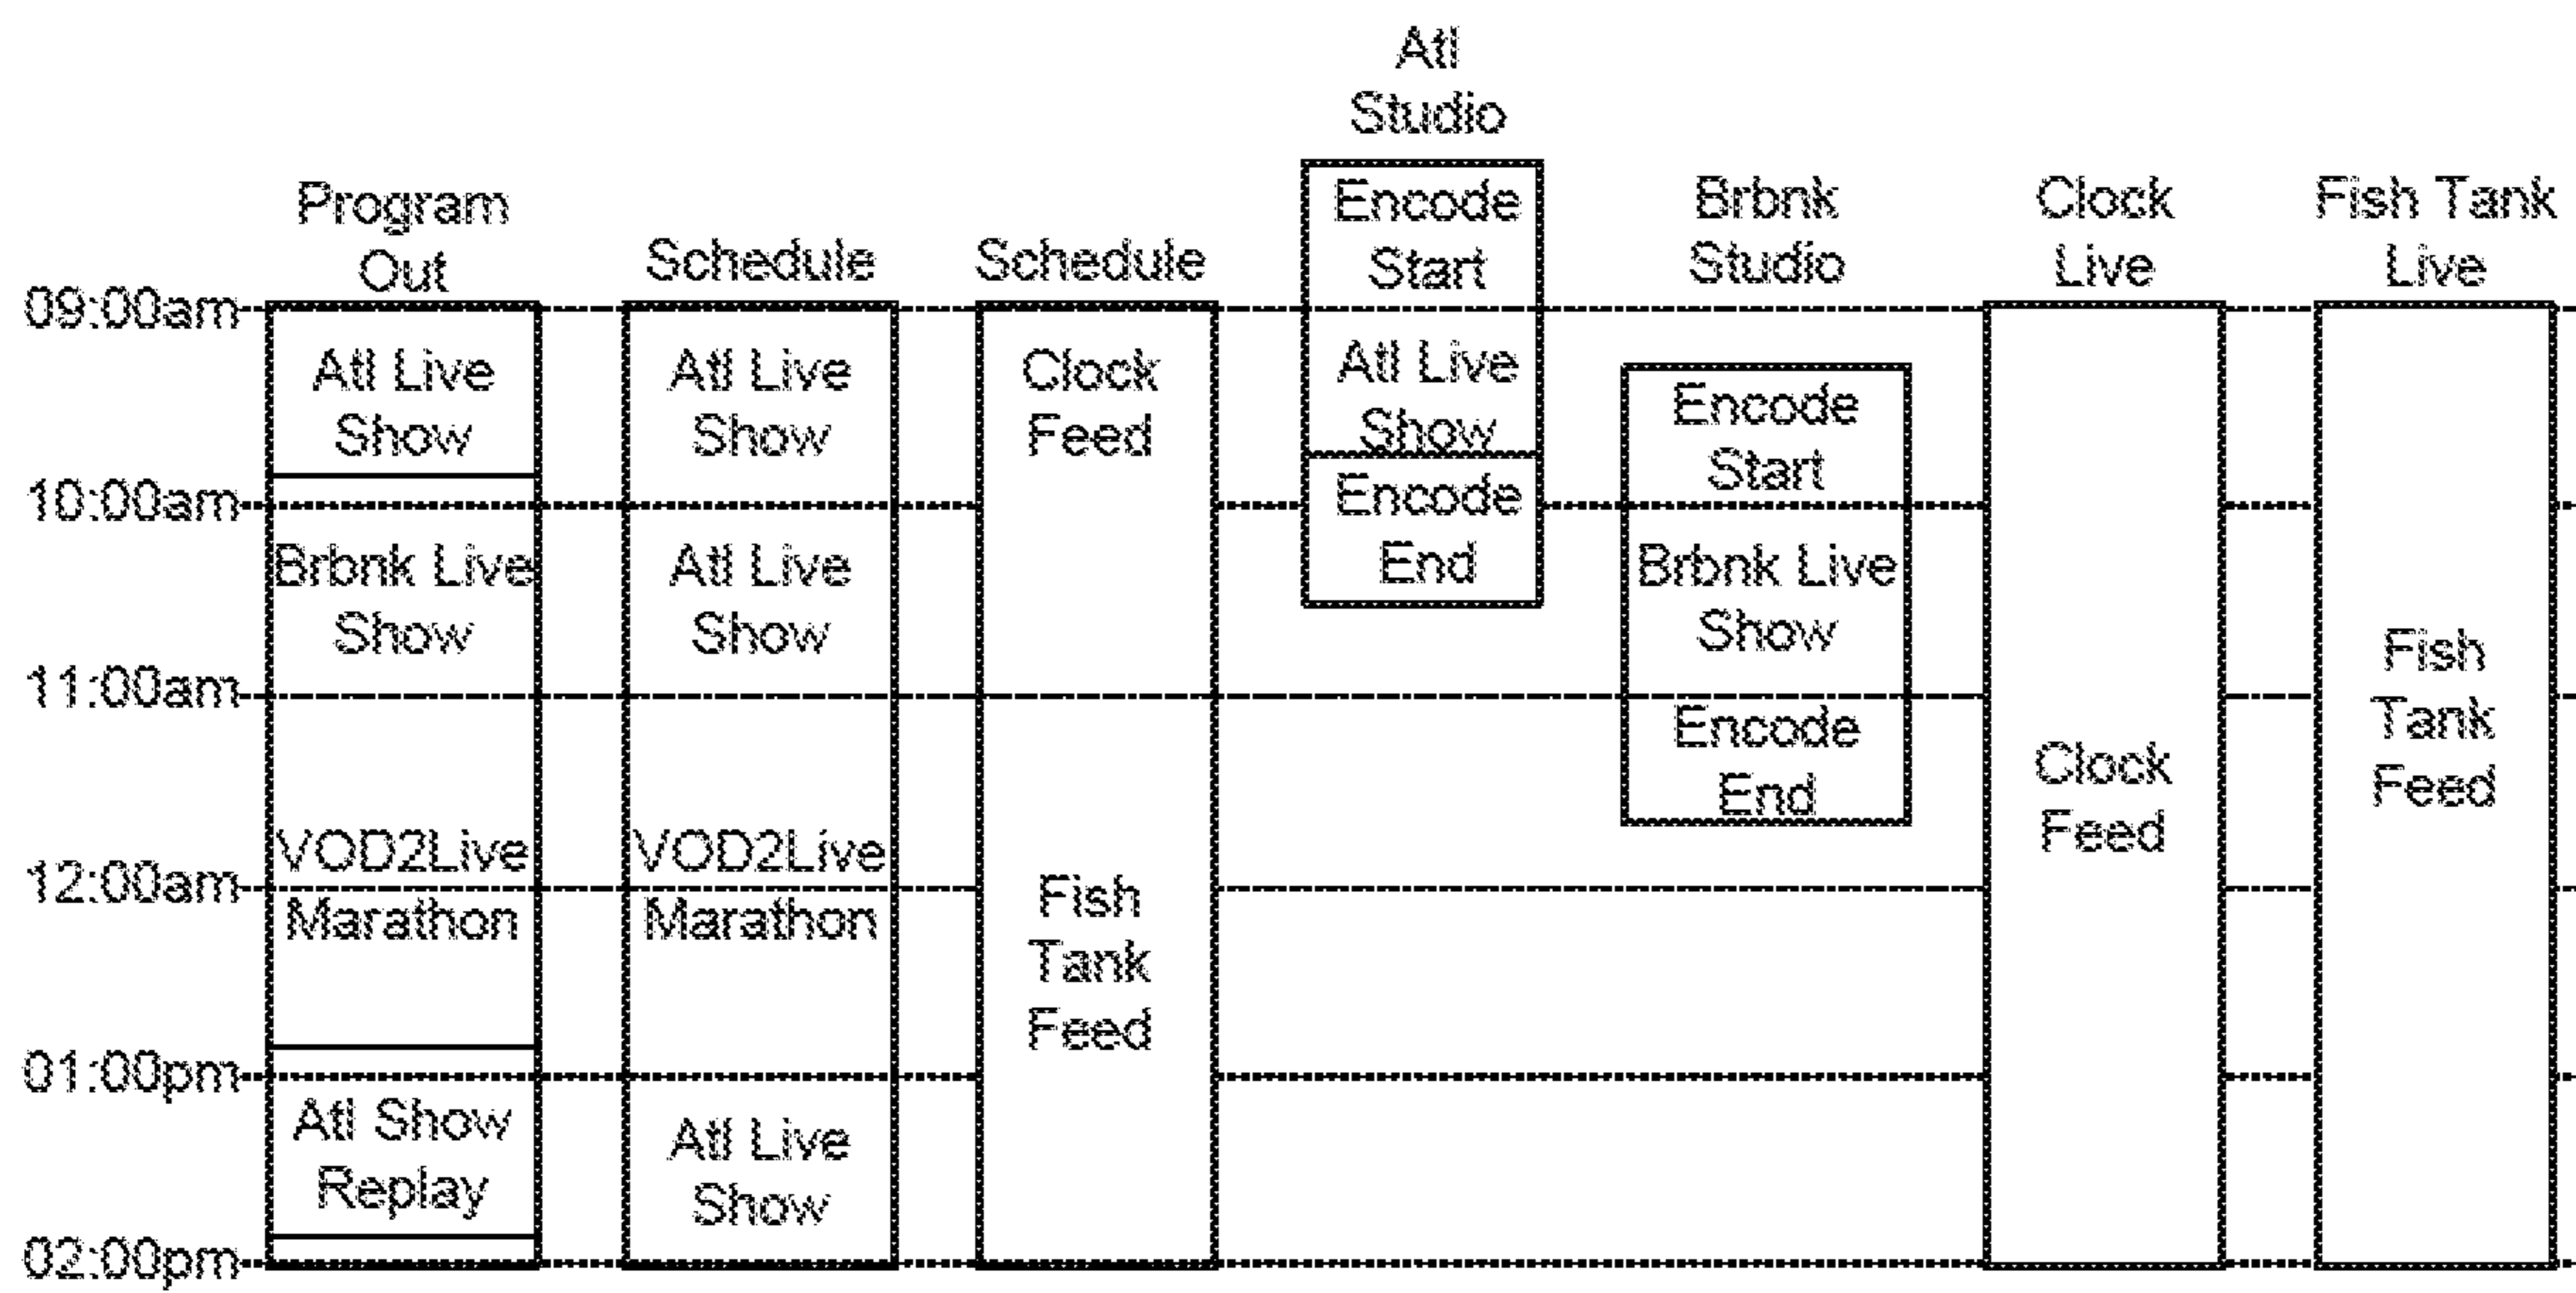 Atl
Studio
Program
Out
Schedule
Schedule
Encode
Start
Brbnk
Studio
Clock
Live
Fish Tank
Live
09:00am
Atl Live
Show
Atl Live
Show
Clock
Feed
Atl Live
Show
Encode
Start
10:00am
Encode
End
Brbnk Live
Show
Atl Live
Show
Brbnk Live
Show
11:00am
Encode
End
Clock
Feed
Fish
Tank
Feed
VOD2Live
Marathon
VOD2Live
Marathon
12:00am
Fish
Tank
Feed
01:00pm
Atl Show
Replay
Atl Live
Show
02:00pm